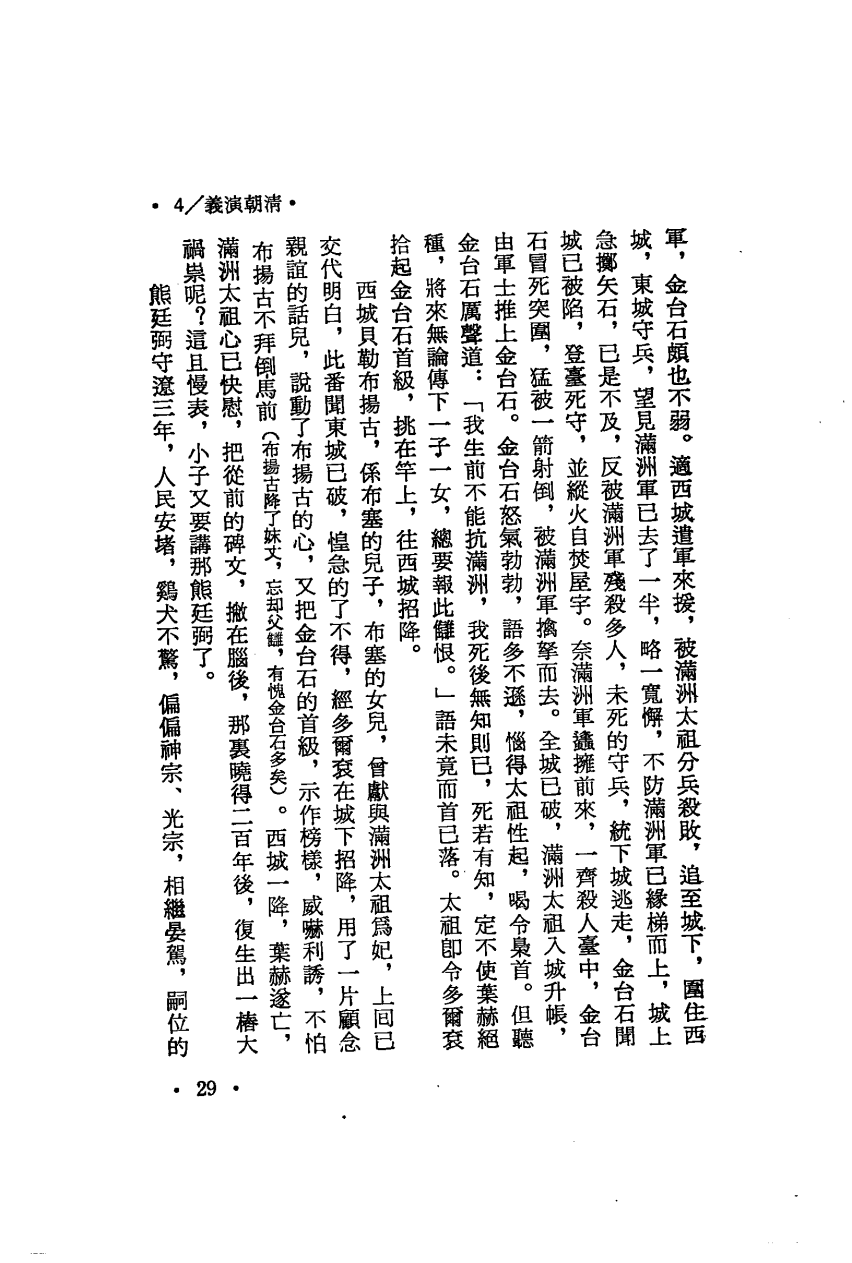 •4/義演朝清•
軍，金台石頗也不弱。適西城遣軍來援，被滿洲太祖分兵殺敗，追至城下，圍住西
城，東城守兵，望見滿洲軍已去了一半，略一寬懈，不防滿洲軍已緣梯而上，城上
急擲矢石，已是不及，反被滿洲軍殘殺多人，未死的守兵，統下城逃走，金台石聞
城已被陷，登臺死守，並縱火自焚屋宇。奈滿洲軍蠭擁前來，一齊殺人臺中，金台
石冒死突圍，猛被一箭射倒，被滿洲軍擒拏而去。全城已破，滿洲太祖入城升帳，
由軍士推上金台石。金台石怒氣勃勃，語多不遜，惱得太祖性起，喝令梟首。但聽
金台石厲聲道：「我生前不能抗滿洲，我死後無知則已，死若有知，定不使葉赫絕
種，將來無論傳下一子一女，總要報此讎恨。」語未竟而首已落。太祖卽令多爾袞
拾起金台石首級，挑在竿上，往西城招降。
西城貝勒布揚古，係布塞的兒子，布塞的女兒，曾獻與滿洲太祖爲妃，上回已
交代明白，此番聞東城已破，惶急的了不得，經多爾袞在城下招降，用了一片顧念
親誼的話兒，說動了布揚古的心，又把金台石的首級，示作榜樣，威嚇利誘，不怕
布揚古不拜倒馬前（布揚古降了妹丈，忘却父讎，有愧金台石多矣）。西城一降，葉赫遂亡，
滿洲太祖心已快慰，把從前的碑文，撇在腦後，那裏曉得二百年後，復生出一樁大
禍祟呢？這且慢表，小子又要講那熊廷弼了。
熊廷弼守遼三年，人民安堵，鷄犬不驚，偏偏神宗、光宗，相繼晏駕，嗣位的
•29•